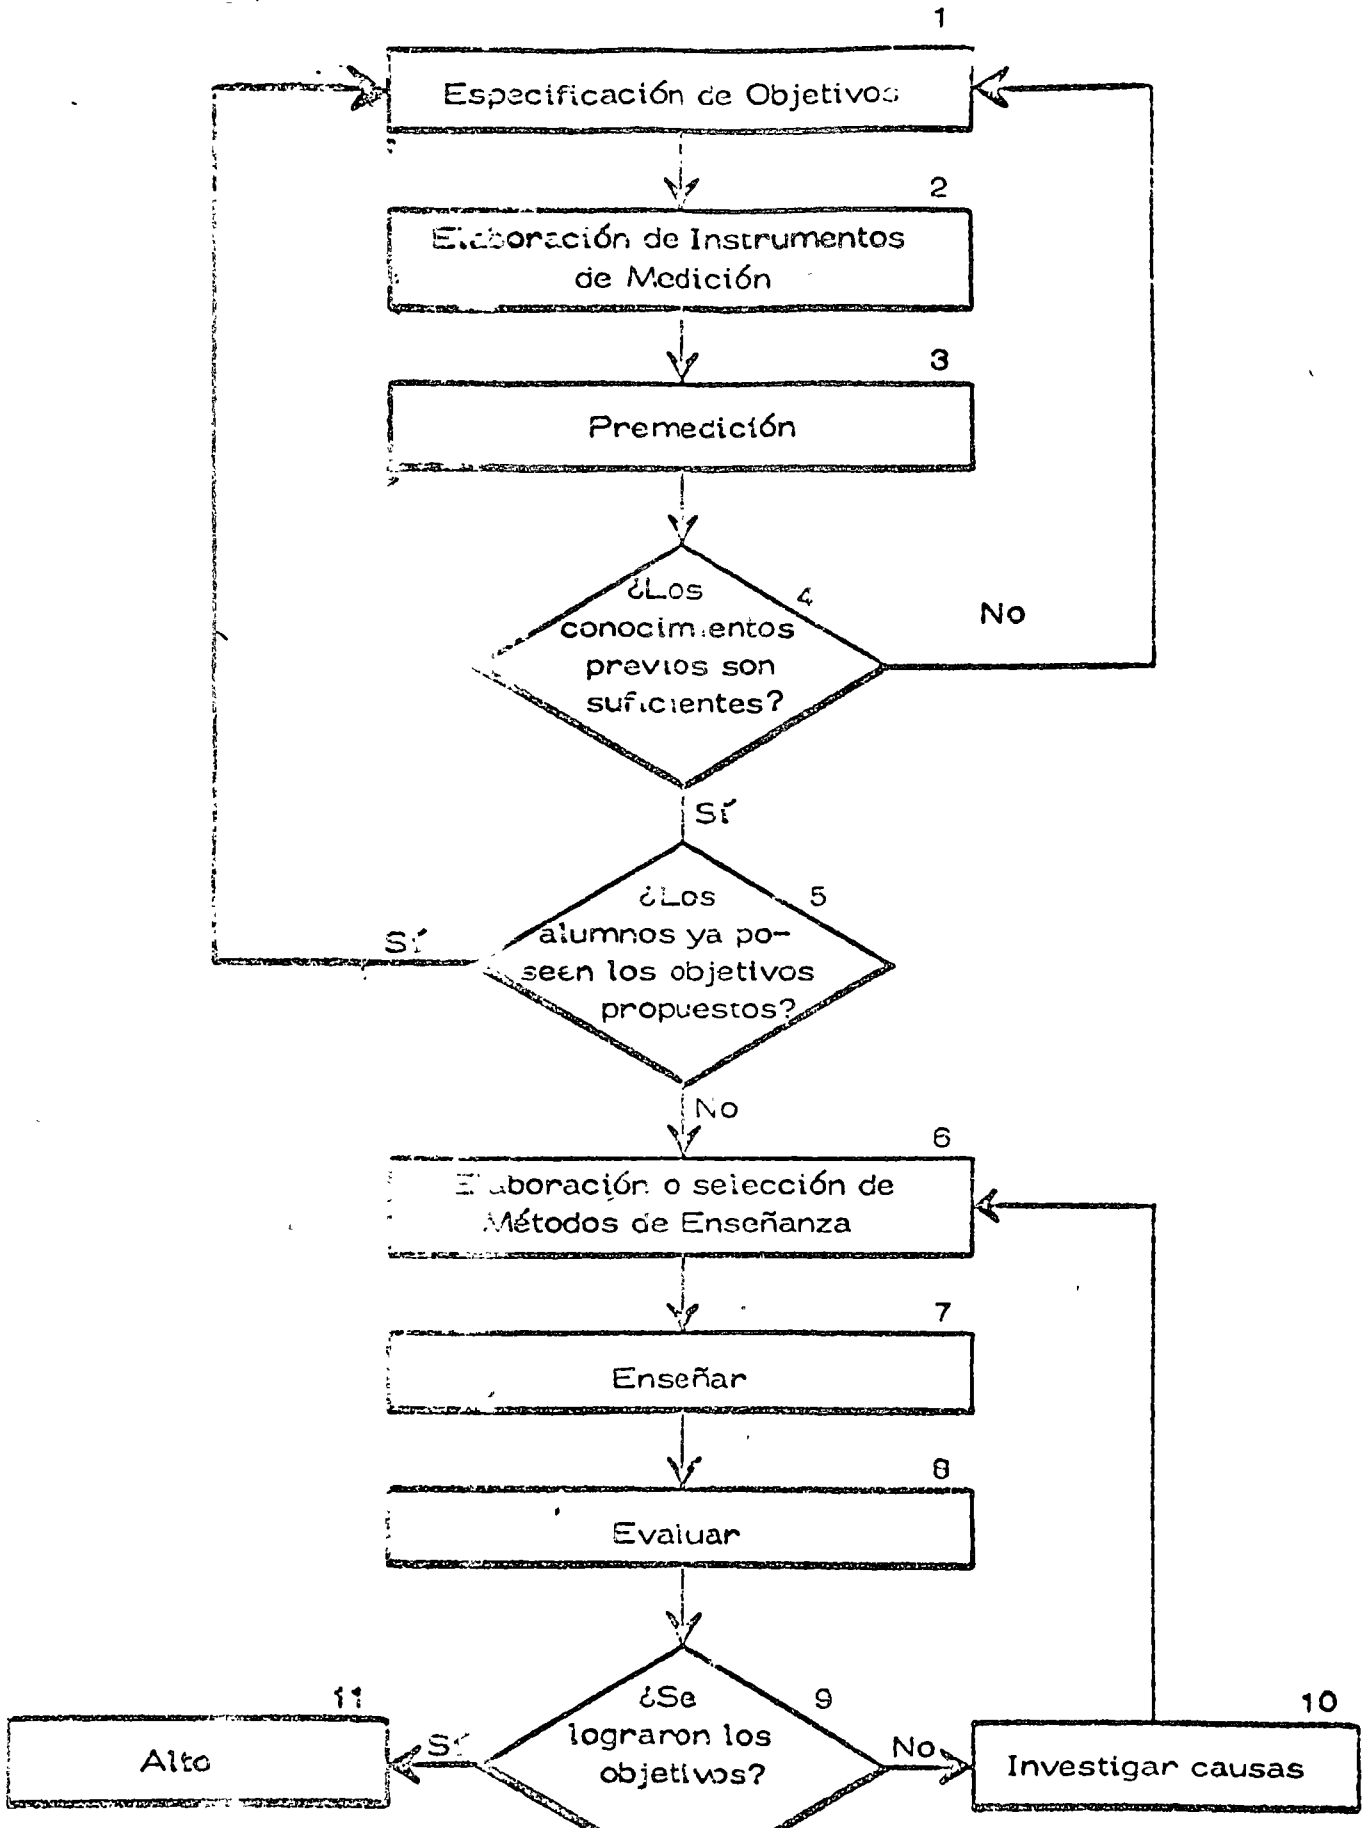 1
Especificación de Objetivos
2
Elaboración de Instrumentos
de Medición
3
Premedición
¿Los
4
conocimientos
No
previos son
suficientes?
Sí
¿Los
5
alumnos ya po-
Sí
seen los objetivos
propuestos?
No
6
Elaboración o selección de
Métodos de Enseñanza
7
Enseñar
8
Evaluar
¿Se
9
lograron los
objetivos?
Sí
11
Alto
No
10
Investigar causas